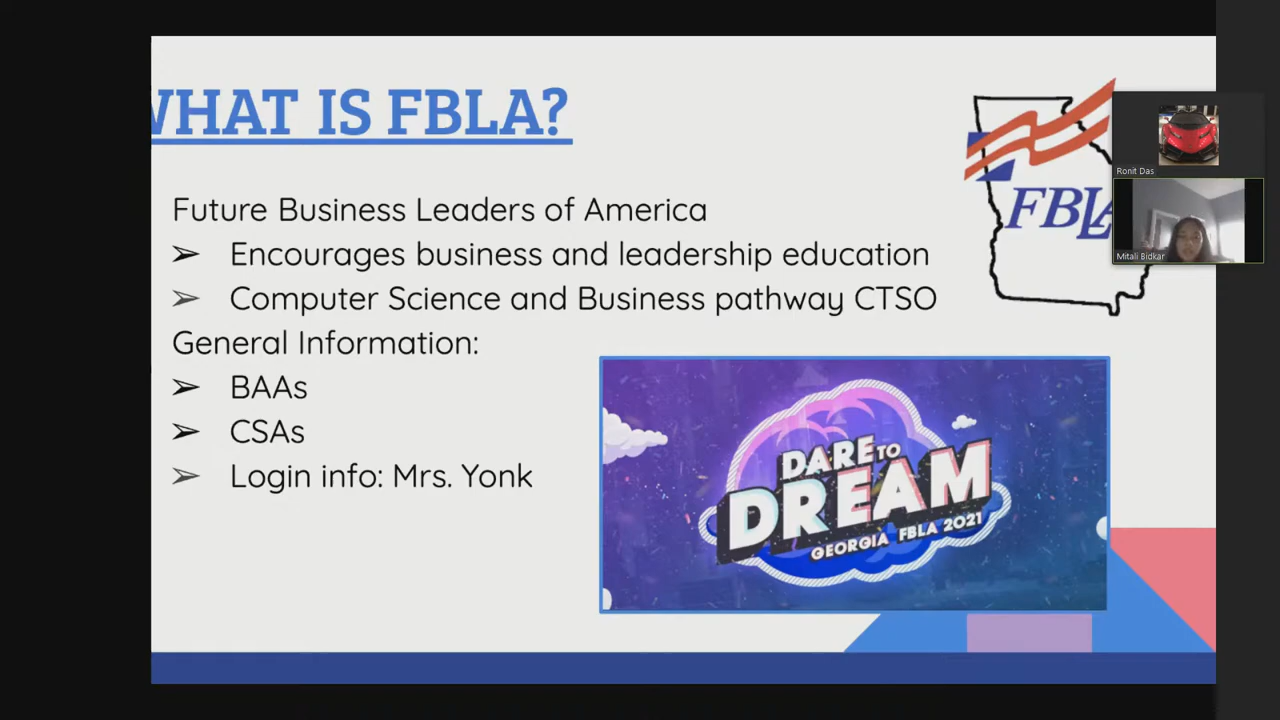 WHAT IS FBLA?
Future Business Leaders of America
➢ Encourages business and leadership education
➢ Computer Science and Business pathway CTSO
General Information:
➢ BAAs
➢ CSAs
➢ Login info: Mrs. Yonk
FBLA
Ronit Das
Mitali Bidkar
DARE TO
DREAM
GEORGIA FBLA 2021